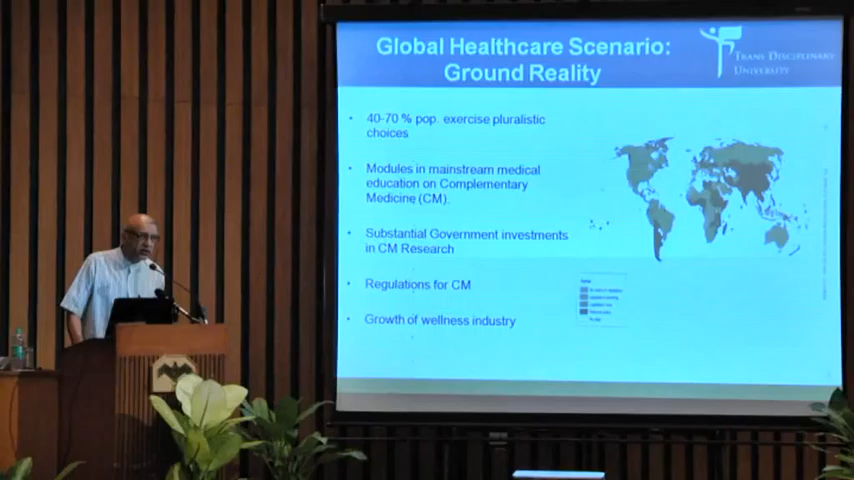 Global Healthcare Scenario:
Ground Reality
TRANS-DISCIPLINARY
UNIVERSITY
• 40-70 % pop. exercise pluralistic
choices
• Modules in mainstream medical
education on Complementary
Medicine (CM).
• Substantial Government investments
in CM Research
• Regulations for CM
• Growth of wellness industry